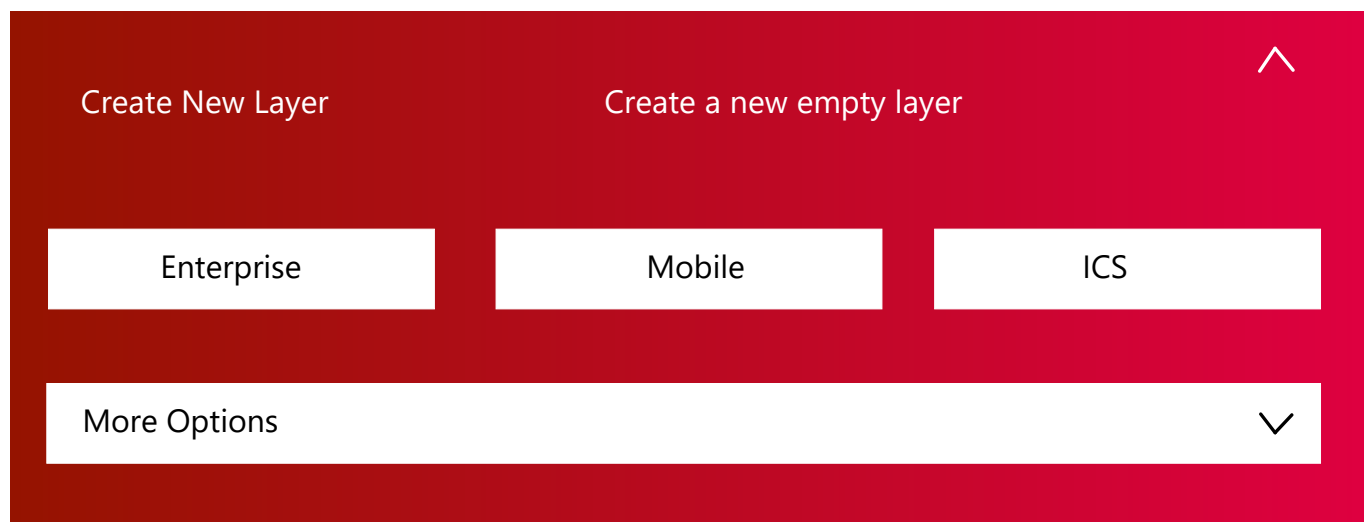 Create New Layer
Create a new empty layer
Enterprise
Mobile
ICS
More Options